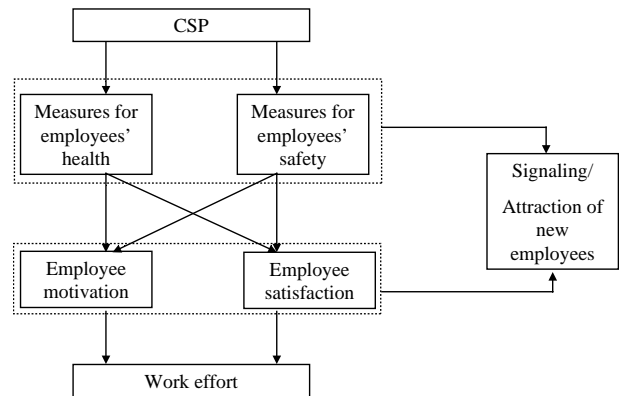 CSP
Measures for
employees’
health
Measures for
employees’
safety
Signaling/
Attraction of
new
employees
Employee
motivation
Employee
satisfaction
Work effort